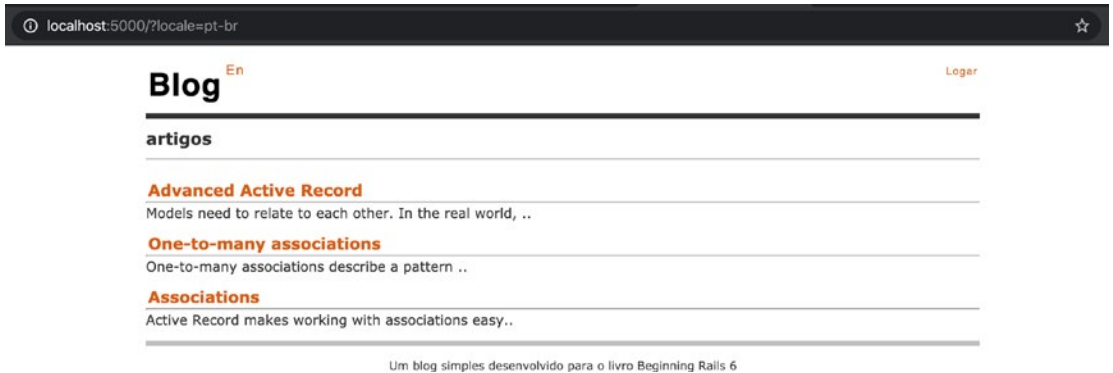 localhost:5000/?locale=pt-br
Blog En
Logar
artigos
Advanced Active Record
Models need to relate to each other. In the real world, ..
One-to-many associations
One-to-many associations describe a pattern ..
Associations
Active Record makes working with associations easy..
Um blog simples desenvolvido para o livro Beginning Rails 6